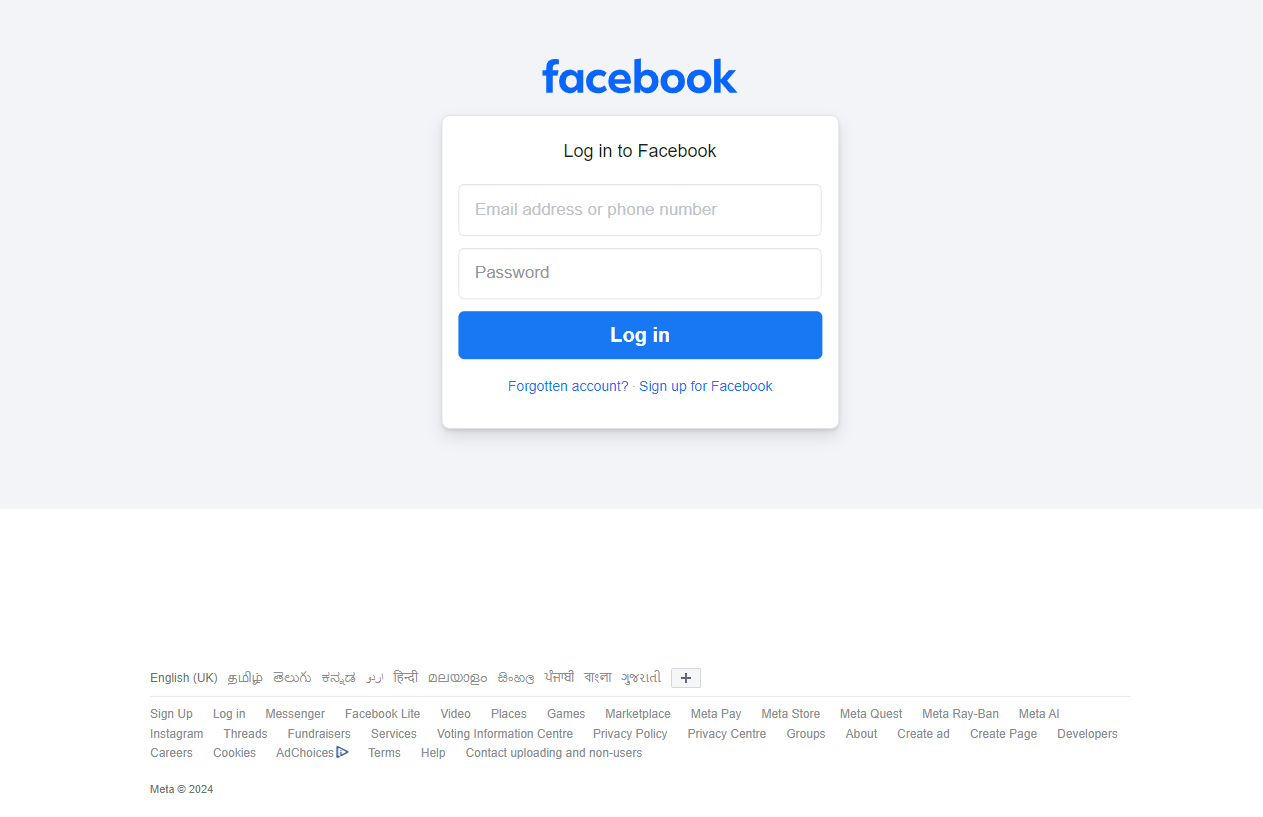 facebook
Log in to Facebook
Email address or phone number
Password
Log in
Forgotten account? · Sign up for Facebook
English (UK) தமிழ் తెలుగు ಕನ್ನಡ اردو हिन्दी മലയാളം සිංහල ਪੰਜਾਬੀ বাংলা ગુજરાતી +
Sign Up Log in Messenger Facebook Lite Video Places Games Marketplace Meta Pay Meta Store Meta Quest Meta Ray-Ban Meta AI
Instagram Threads Fundraisers Services Voting Information Centre Privacy Policy Privacy Centre Groups About Create ad Create Page Developers
Careers Cookies AdChoices Terms Help Contact uploading and non-users
Meta © 2024